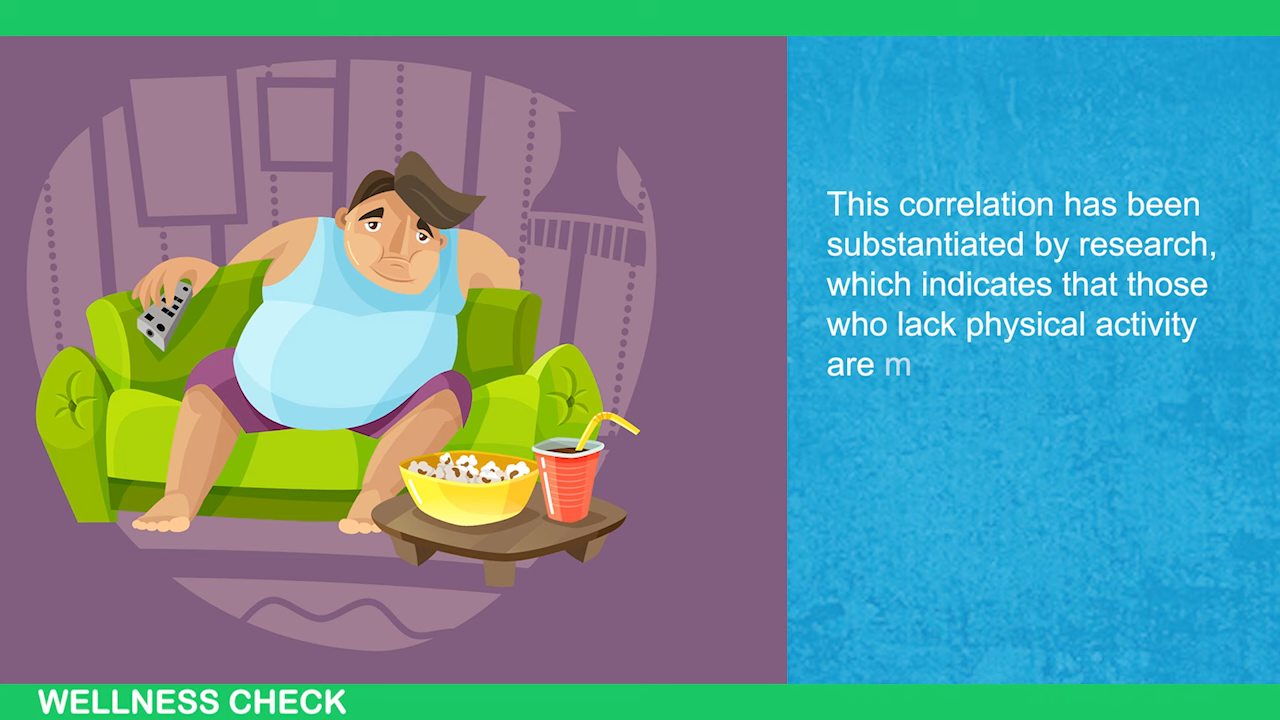 This correlation has been
substantiated by research,
which indicates that those
who lack physical activity
are m
WELLNESS CHECK